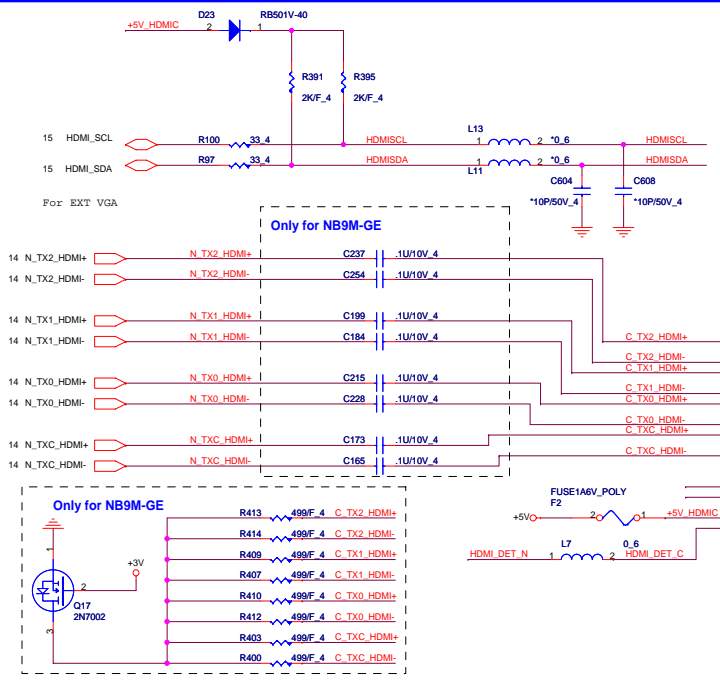 D23 RB501V-40
+5V_HDMIC 2 1
R391 R395
2K/F_4 2K/F_4
15 HDMI_SCL R100 33_4 HDMISCL L13 1 2 *0_6 HDMISCL
15 HDMI_SDA R97 33_4 HDMISDA L11 1 2 *0_6 HDMISDA
C604 C608
*10P/50V_4 *10P/50V_4
For EXT VGA
Only for NB9M-GE
14 N_TX2_HDMI+ N_TX2_HDMI+ C237 .1U/10V_4
14 N_TX2_HDMI- N_TX2_HDMI- C254 .1U/10V_4
14 N_TX1_HDMI+ N_TX1_HDMI+ C199 .1U/10V_4
14 N_TX1_HDMI- N_TX1_HDMI- C184 .1U/10V_4
C_TX2_HDMI+
C_TX2_HDMI-
C_TX1_HDMI+
14 N_TX0_HDMI+ N_TX0_HDMI+ C215 .1U/10V_4
C_TX1_HDMI-
14 N_TX0_HDMI- N_TX0_HDMI- C228 .1U/10V_4
C_TX0_HDMI+
C_TX0_HDMI-
C_TXC_HDMI+
14 N_TXC_HDMI+ N_TXC_HDMI+ C173 .1U/10V_4
C_TXC_HDMI-
14 N_TXC_HDMI- N_TXC_HDMI- C165 .1U/10V_4
Only for NB9M-GE
R413 499/F_4 C_TX2_HDMI+
R414 499/F_4 C_TX2_HDMI-
R409 499/F_4 C_TX1_HDMI+
R407 499/F_4 C_TX1_HDMI-
R410 499/F_4 C_TX0_HDMI+
R412 499/F_4 C_TX0_HDMI-
R403 499/F_4 C_TXC_HDMI+
R400 499/F_4 C_TXC_HDMI-
+3V
1
2
3
Q17
2N7002
FUSE1A6V_POLY
F2
+5V 2 1 +5V_HDMIC
L7 0_6
HDMI_DET_N 1 2 HDMI_DET_C